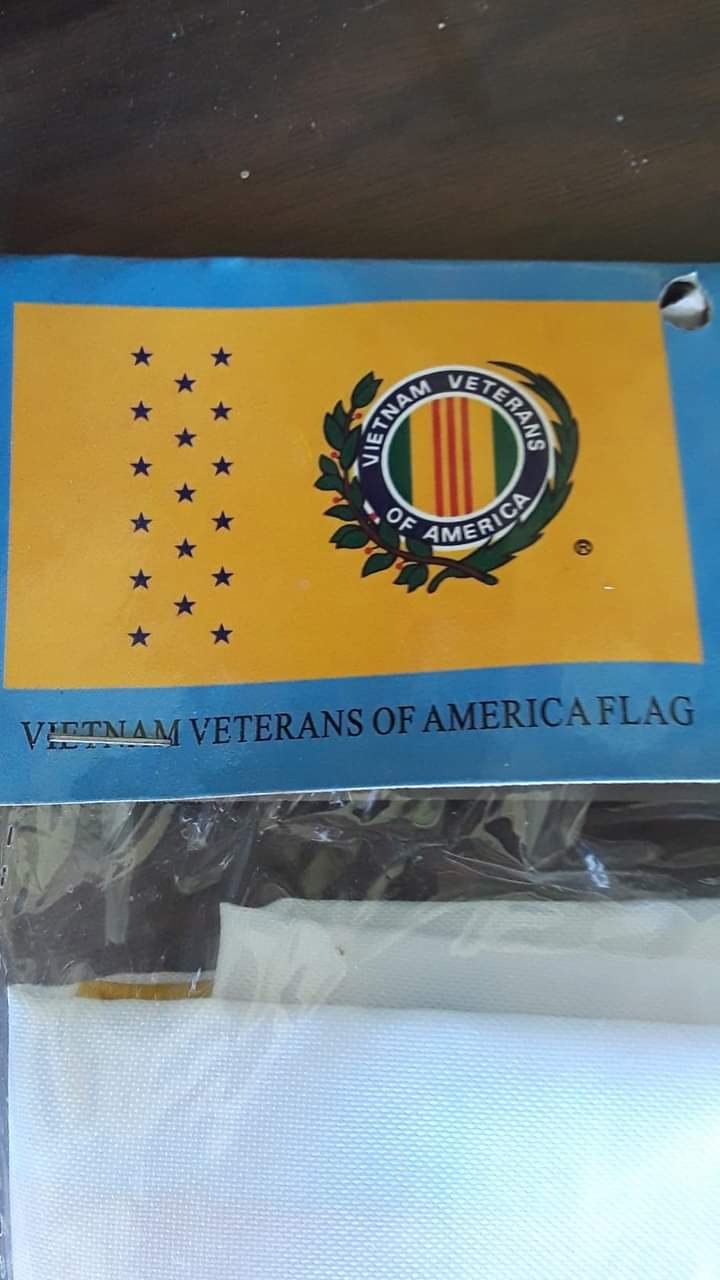 VIETNAM VETERANS
OF AMERICA
®
VIETNAM VETERANS OF AMERICA FLAG